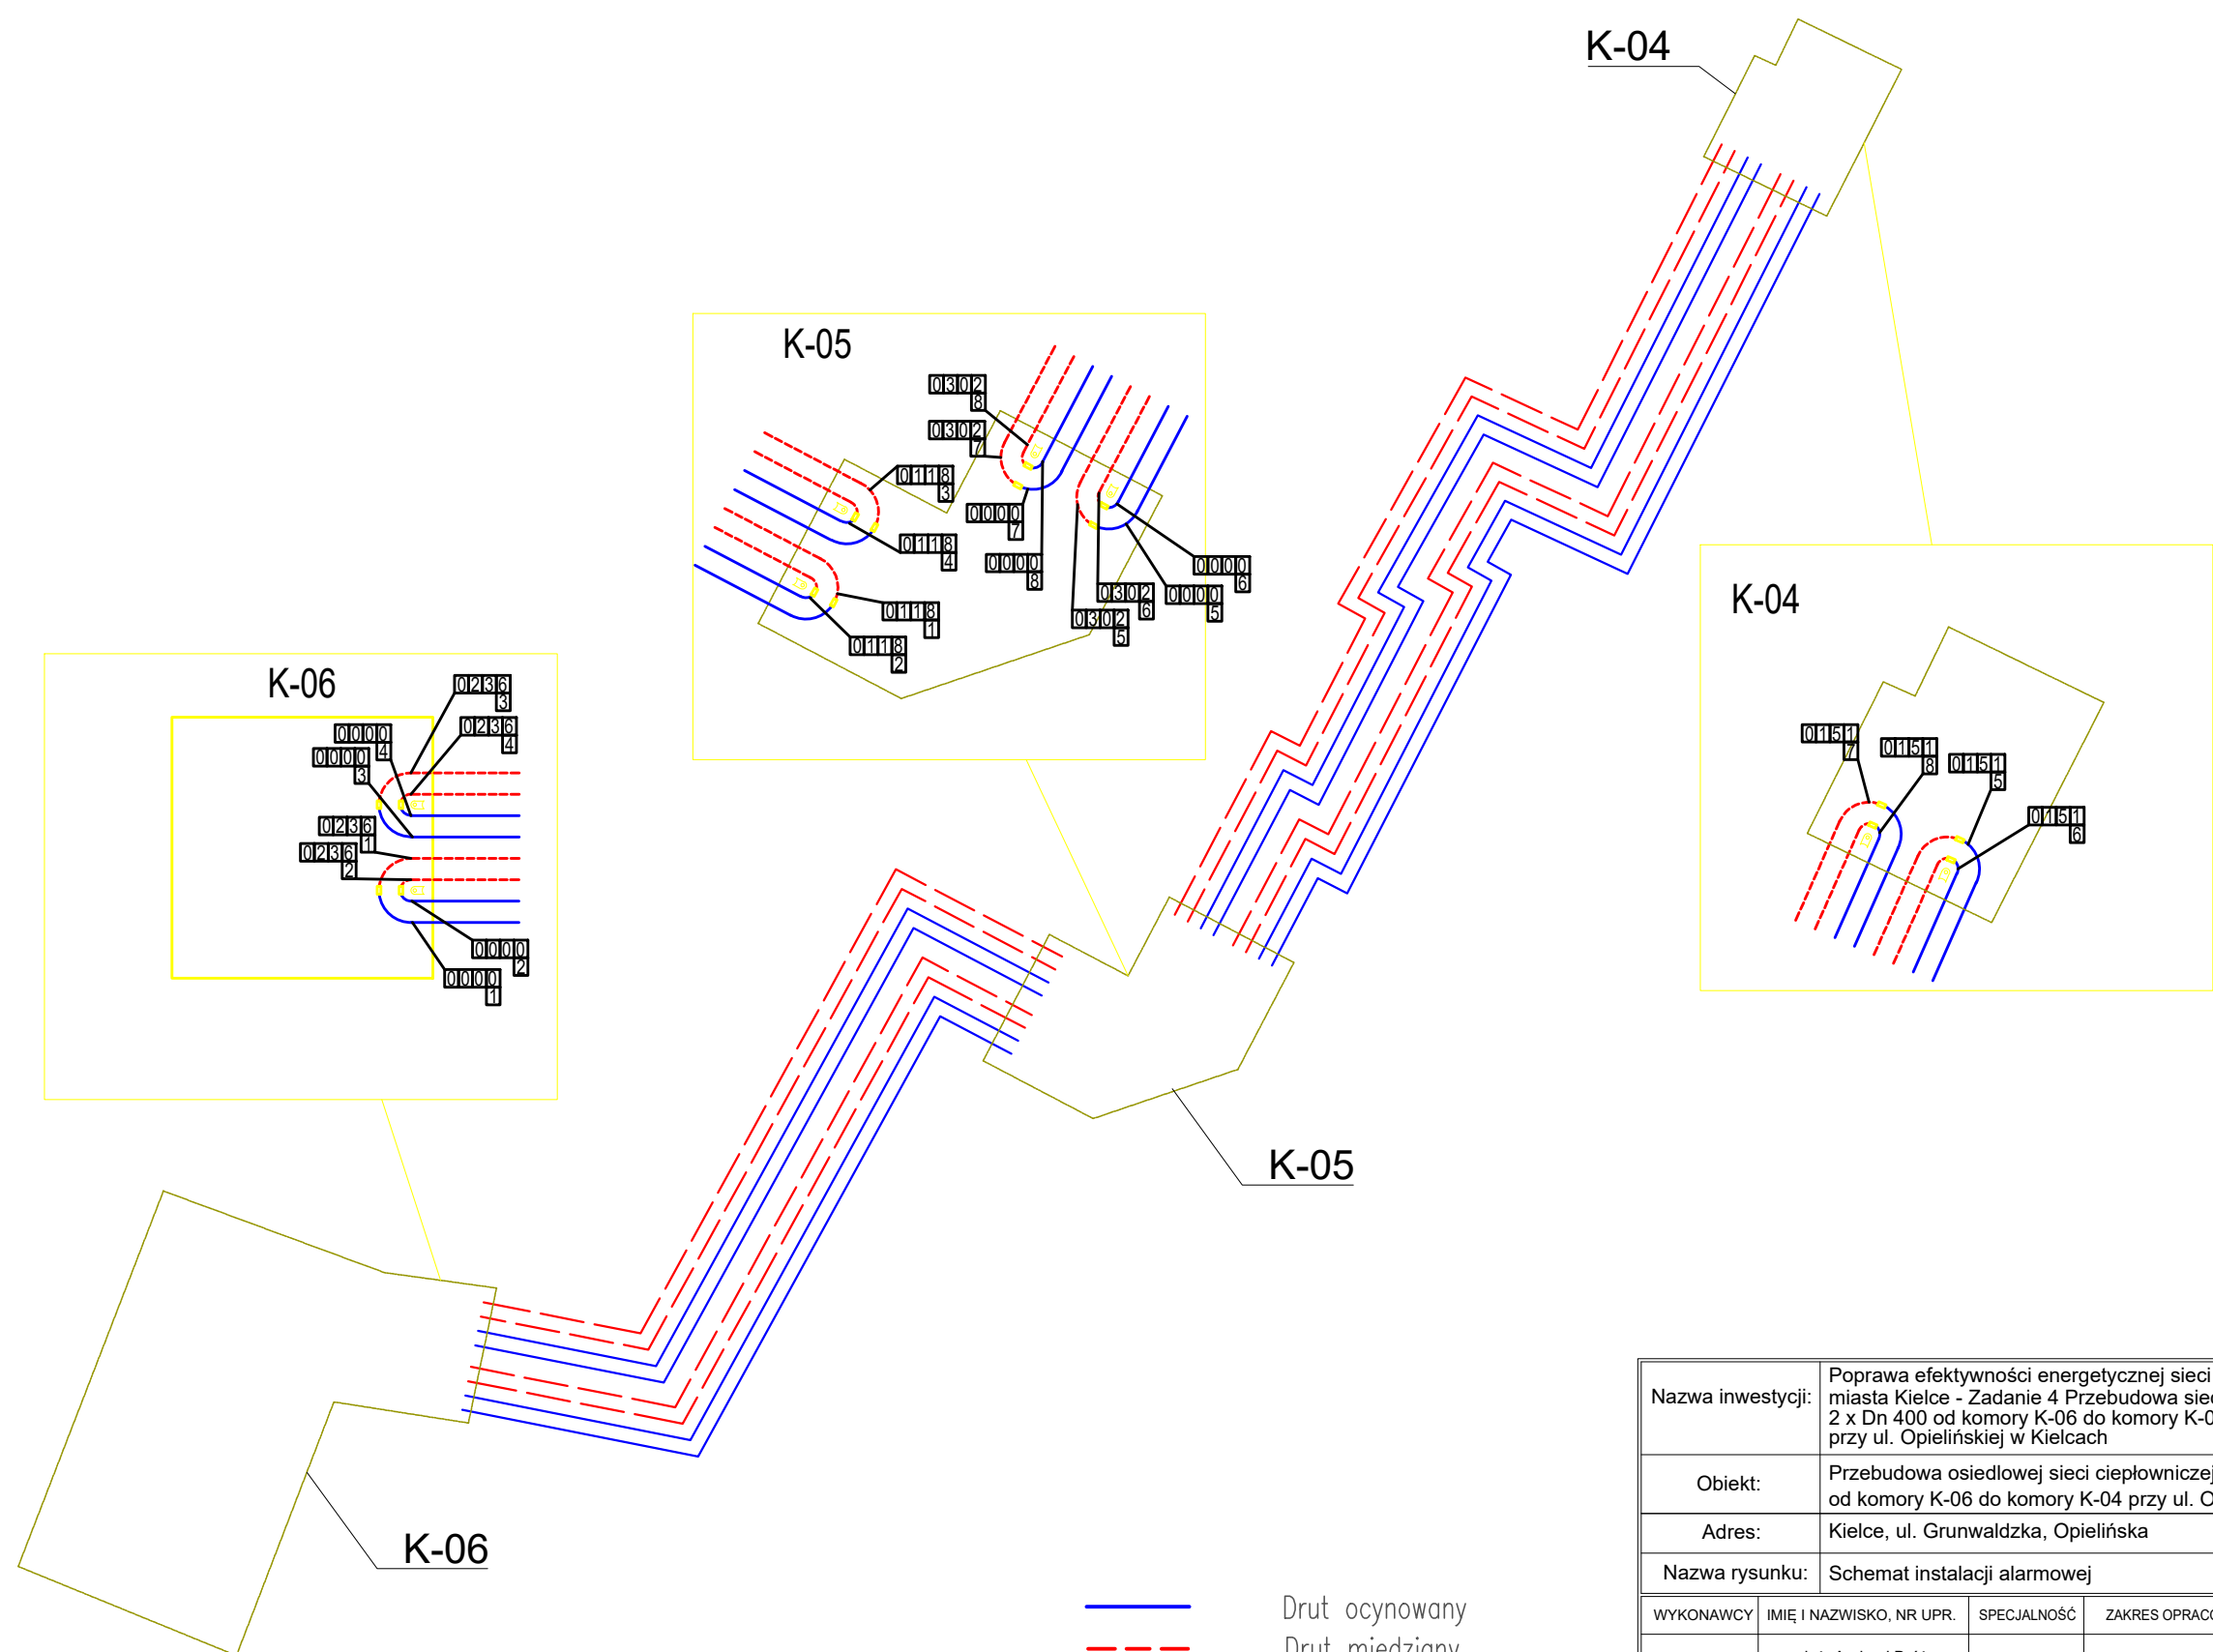 K-04
K-05
0302
8
0302
7
0118
3
0000
7
0118
4
0000
8
0000
6
0302
6
0000
5
0302
5
0118
1
0118
2
K-04
0151
7
0151
8
0151
5
0151
6
K-06
0236
3
0236
4
0000
4
0000
3
0236
1
0236
2
0000
2
0000
1
K-05
K-06
Drut ocynowany
Drut miedziany
Nazwa inwestycji:
Poprawa efektywności energetycznej sieci
miasta Kielce - Zadanie 4 Przebudowa siec
2 x Dn 400 od komory K-06 do komory K-0
przy ul. Opielińskiej w Kielcach
Obiekt:
Przebudowa osiedlowej sieci ciepłowniczej
od komory K-06 do komory K-04 przy ul. O
Adres:
Kielce, ul. Grunwaldzka, Opielińska
Nazwa rysunku:
Schemat instalacji alarmowej
WYKONAWCY IMIĘ I NAZWISKO, NR UPR. SPECJALNOŚĆ ZAKRES OPRACO